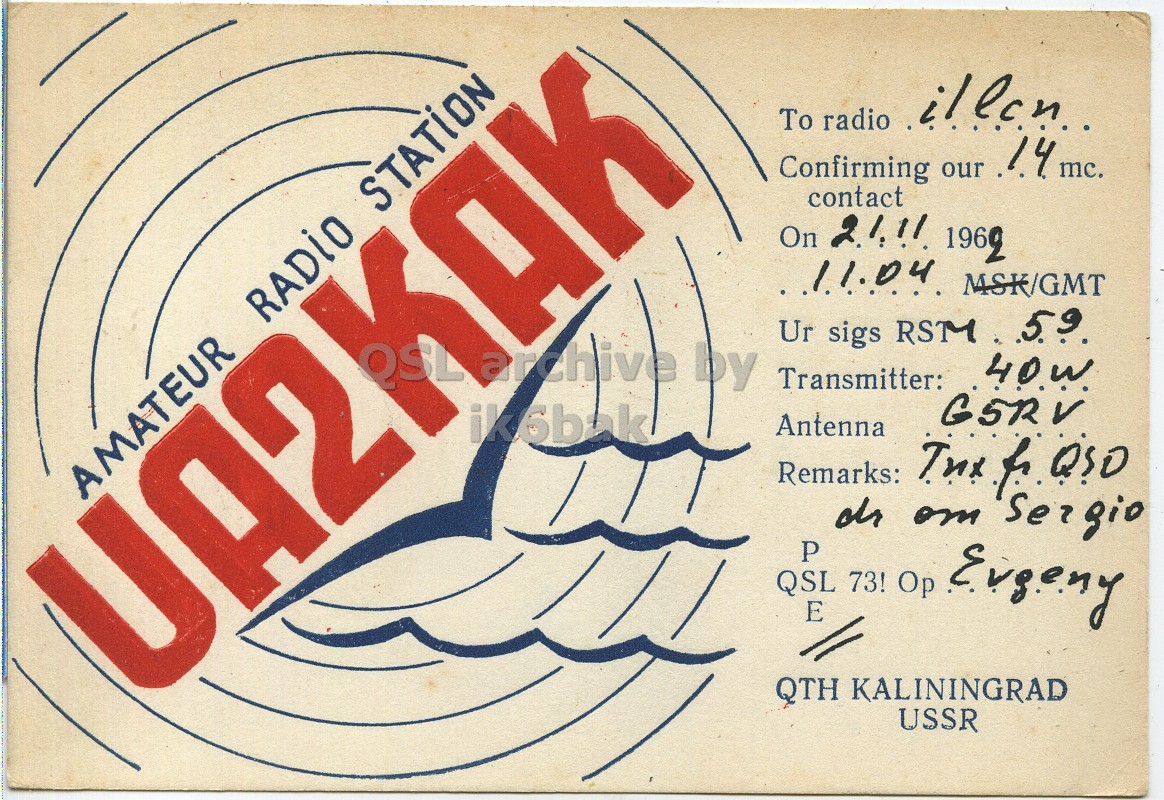 AMATEUR RADiO STATiON
UA2KAK
To radio i1lcn
Confirming our 14 mc.
contact
On 21.11 1969
11.04 MSK/GMT
Ur sigs RST 59
Transmitter: 40w
Antenna G5RV
Remarks: Tnx fr QSO
dr om Sergio
P
QSL 73! Op Evgeny
E
QTH KALININGRAD
USSR
QSL archive by
ik6bak